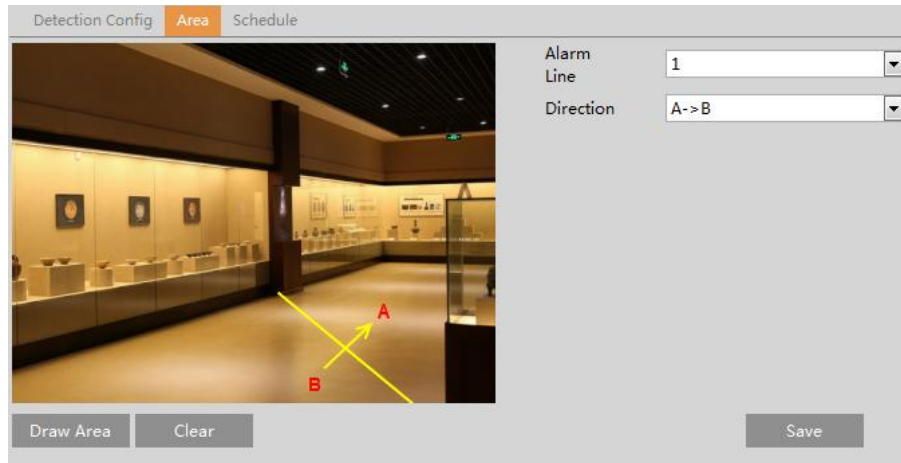 Detection Config Area Schedule
Alarm Line 1
Direction A->B
A
B
Draw Area Clear Save